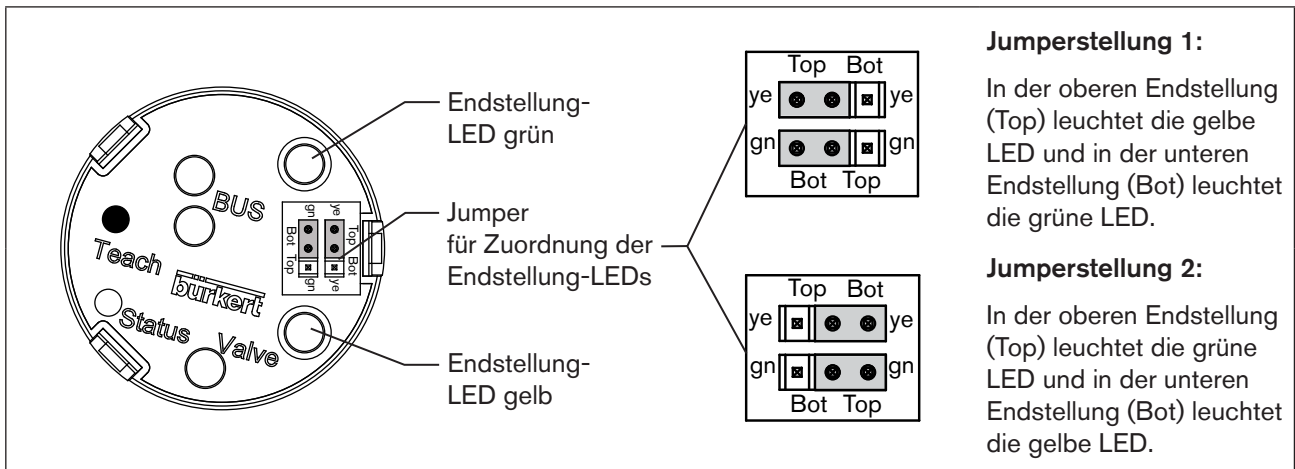 BUS
Teach
bürkert
Status
Valve
gn
ye
Bot Top
Top Bot
gn
ye
Endstellung-
LED grün
Jumper
für Zuordnung der
Endstellung-LEDs
Endstellung-
LED gelb
Top Bot
ye ye
gn gn
Bot Top
Top Bot
ye ye
gn gn
Bot Top
Jumperstellung 1:
In der oberen Endstellung
(Top) leuchtet die gelbe
LED und in der unteren
Endstellung (Bot) leuchtet
die grüne LED.
Jumperstellung 2:
In der oberen Endstellung
(Top) leuchtet die grüne
LED und in der unteren
Endstellung (Bot) leuchtet
die gelbe LED.